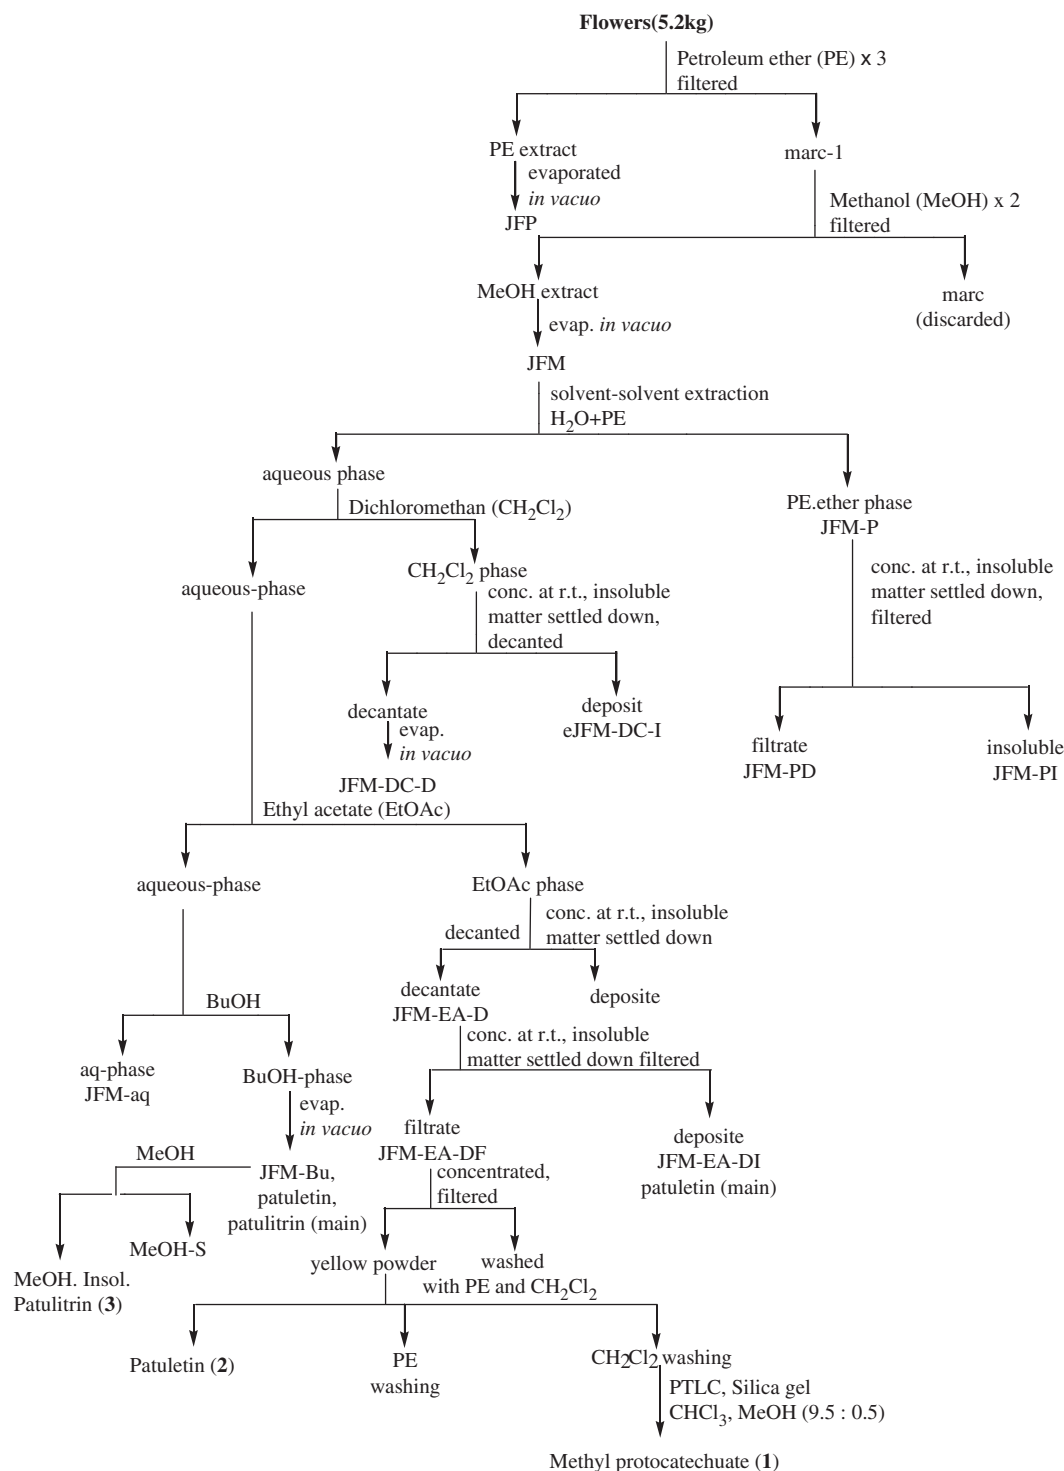 Flowers(5.2kg)
Petroleum ether (PE) x 3
filtered
PE extract
marc-1
evaporated
in vacuo
JFP
Methanol (MeOH) x 2
filtered
MeOH extract
marc
(discarded)
evap. in vacuo
JFM
solvent-solvent extraction
H2O+PE
aqueous phase
PE.ether phase
JFM-P
Dichloromethan (CH2Cl2)
aqueous-phase
CH2Cl2 phase
conc. at r.t., insoluble
matter settled down,
decanted
conc. at r.t., insoluble
matter settled down,
filtered
decantate
deposit
eJFM-DC-I
evap.
in vacuo
JFM-DC-D
filtrate
JFM-PD
insoluble
JFM-PI
Ethyl acetate (EtOAc)
aqueous-phase
EtOAc phase
conc. at r.t., insoluble
matter settled down
decanted
decantate
JFM-EA-D
deposite
BuOH
conc. at r.t., insoluble
matter settled down filtered
aq-phase
JFM-aq
BuOH-phase
evap.
in vacuo
filtrate
JFM-EA-DF
deposite
JFM-EA-DI
patuletin (main)
MeOH
JFM-Bu,
patuletin,
patulitrin (main)
concentrated,
filtered
MeOH-S
MeOH. Insol.
Patulitrin (3)
yellow powder
washed
with PE and CH2Cl2
Patuletin (2)
PE
washing
CH2Cl2 washing
PTLC, Silica gel
CHCl3, MeOH (9.5 : 0.5)
Methyl protocatechuate (1)